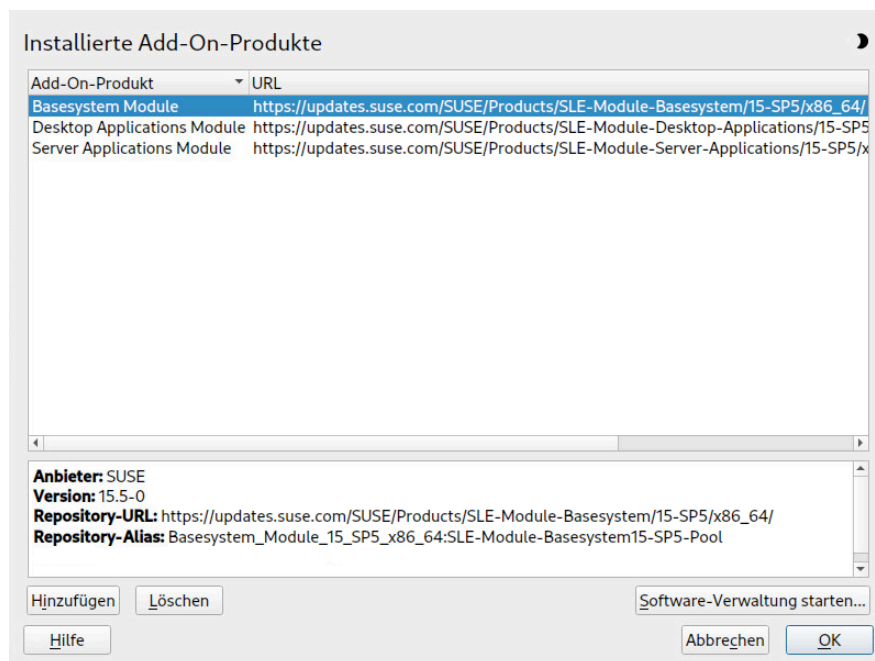 Installierte Add-On-Produkte
Add-On-Produkt URL
Basesystem Module https://updates.suse.com/SUSE/Products/SLE-Module-Basesystem/15-SP5/x86_64/
Desktop Applications Module https://updates.suse.com/SUSE/Products/SLE-Module-Desktop-Applications/15-SP5
Server Applications Module https://updates.suse.com/SUSE/Products/SLE-Module-Server-Applications/15-SP5/x
Anbieter: SUSE
Version: 15.5-0
Repository-URL: https://updates.suse.com/SUSE/Products/SLE-Module-Basesystem/15-SP5/x86_64/
Repository-Alias: Basesystem_Module_15_SP5_x86_64:SLE-Module-Basesystem15-SP5-Pool
Hinzufügen Löschen Software-Verwaltung starten...
Hilfe Abbrechen OK